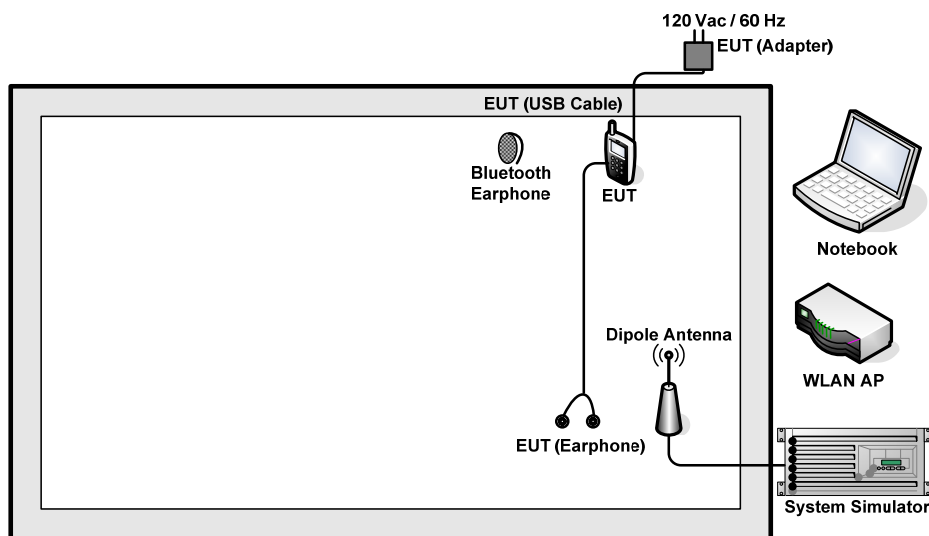 120 Vac / 60 Hz
EUT (Adapter)
EUT (USB Cable)
Bluetooth
Earphone
EUT
Notebook
Dipole Antenna
WLAN AP
EUT (Earphone)
System Simulator